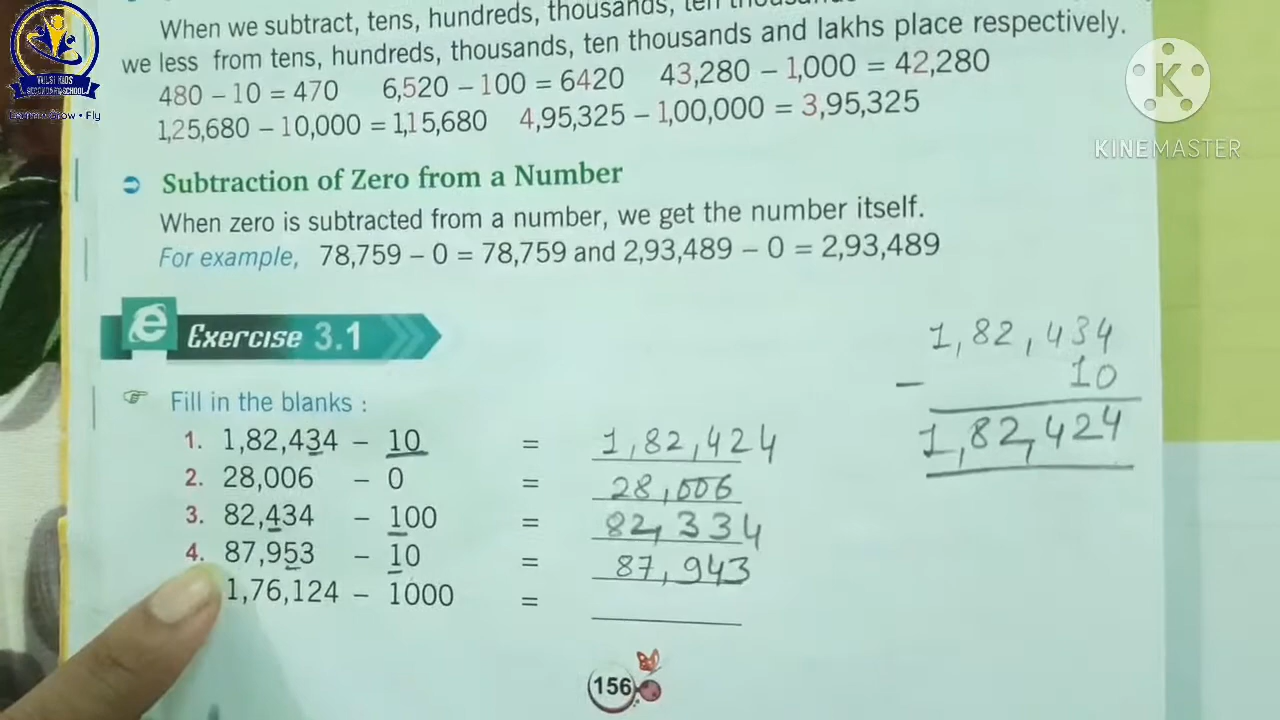 When we subtract, tens, hundreds, thousands, ten
we less from tens, hundreds, thousands, ten thousands and lakhs place respectively.
480 – 10 = 470 6,520 – 100 = 6420 43,280 – 1,000 = 42,280
1,25,680 – 10,000 = 1,15,680 4,95,325 – 1,00,000 = 3,95,325
K
KINEMASTER
Subtraction of Zero from a Number
When zero is subtracted from a number, we get the number itself.
For example, 78,759 – 0 = 78,759 and 2,93,489 – 0 = 2,93,489
e Exercise 3.1
Fill in the blanks :
1. 1,82,434 – 10 = 1,82,424
2. 28,006 – 0 = 28,006
3. 82,434 – 100 = 82,334
4. 87,953 – 10 = 87,943
1,76,124 – 1000 =
1,82,434
– 10
1,82,424
156